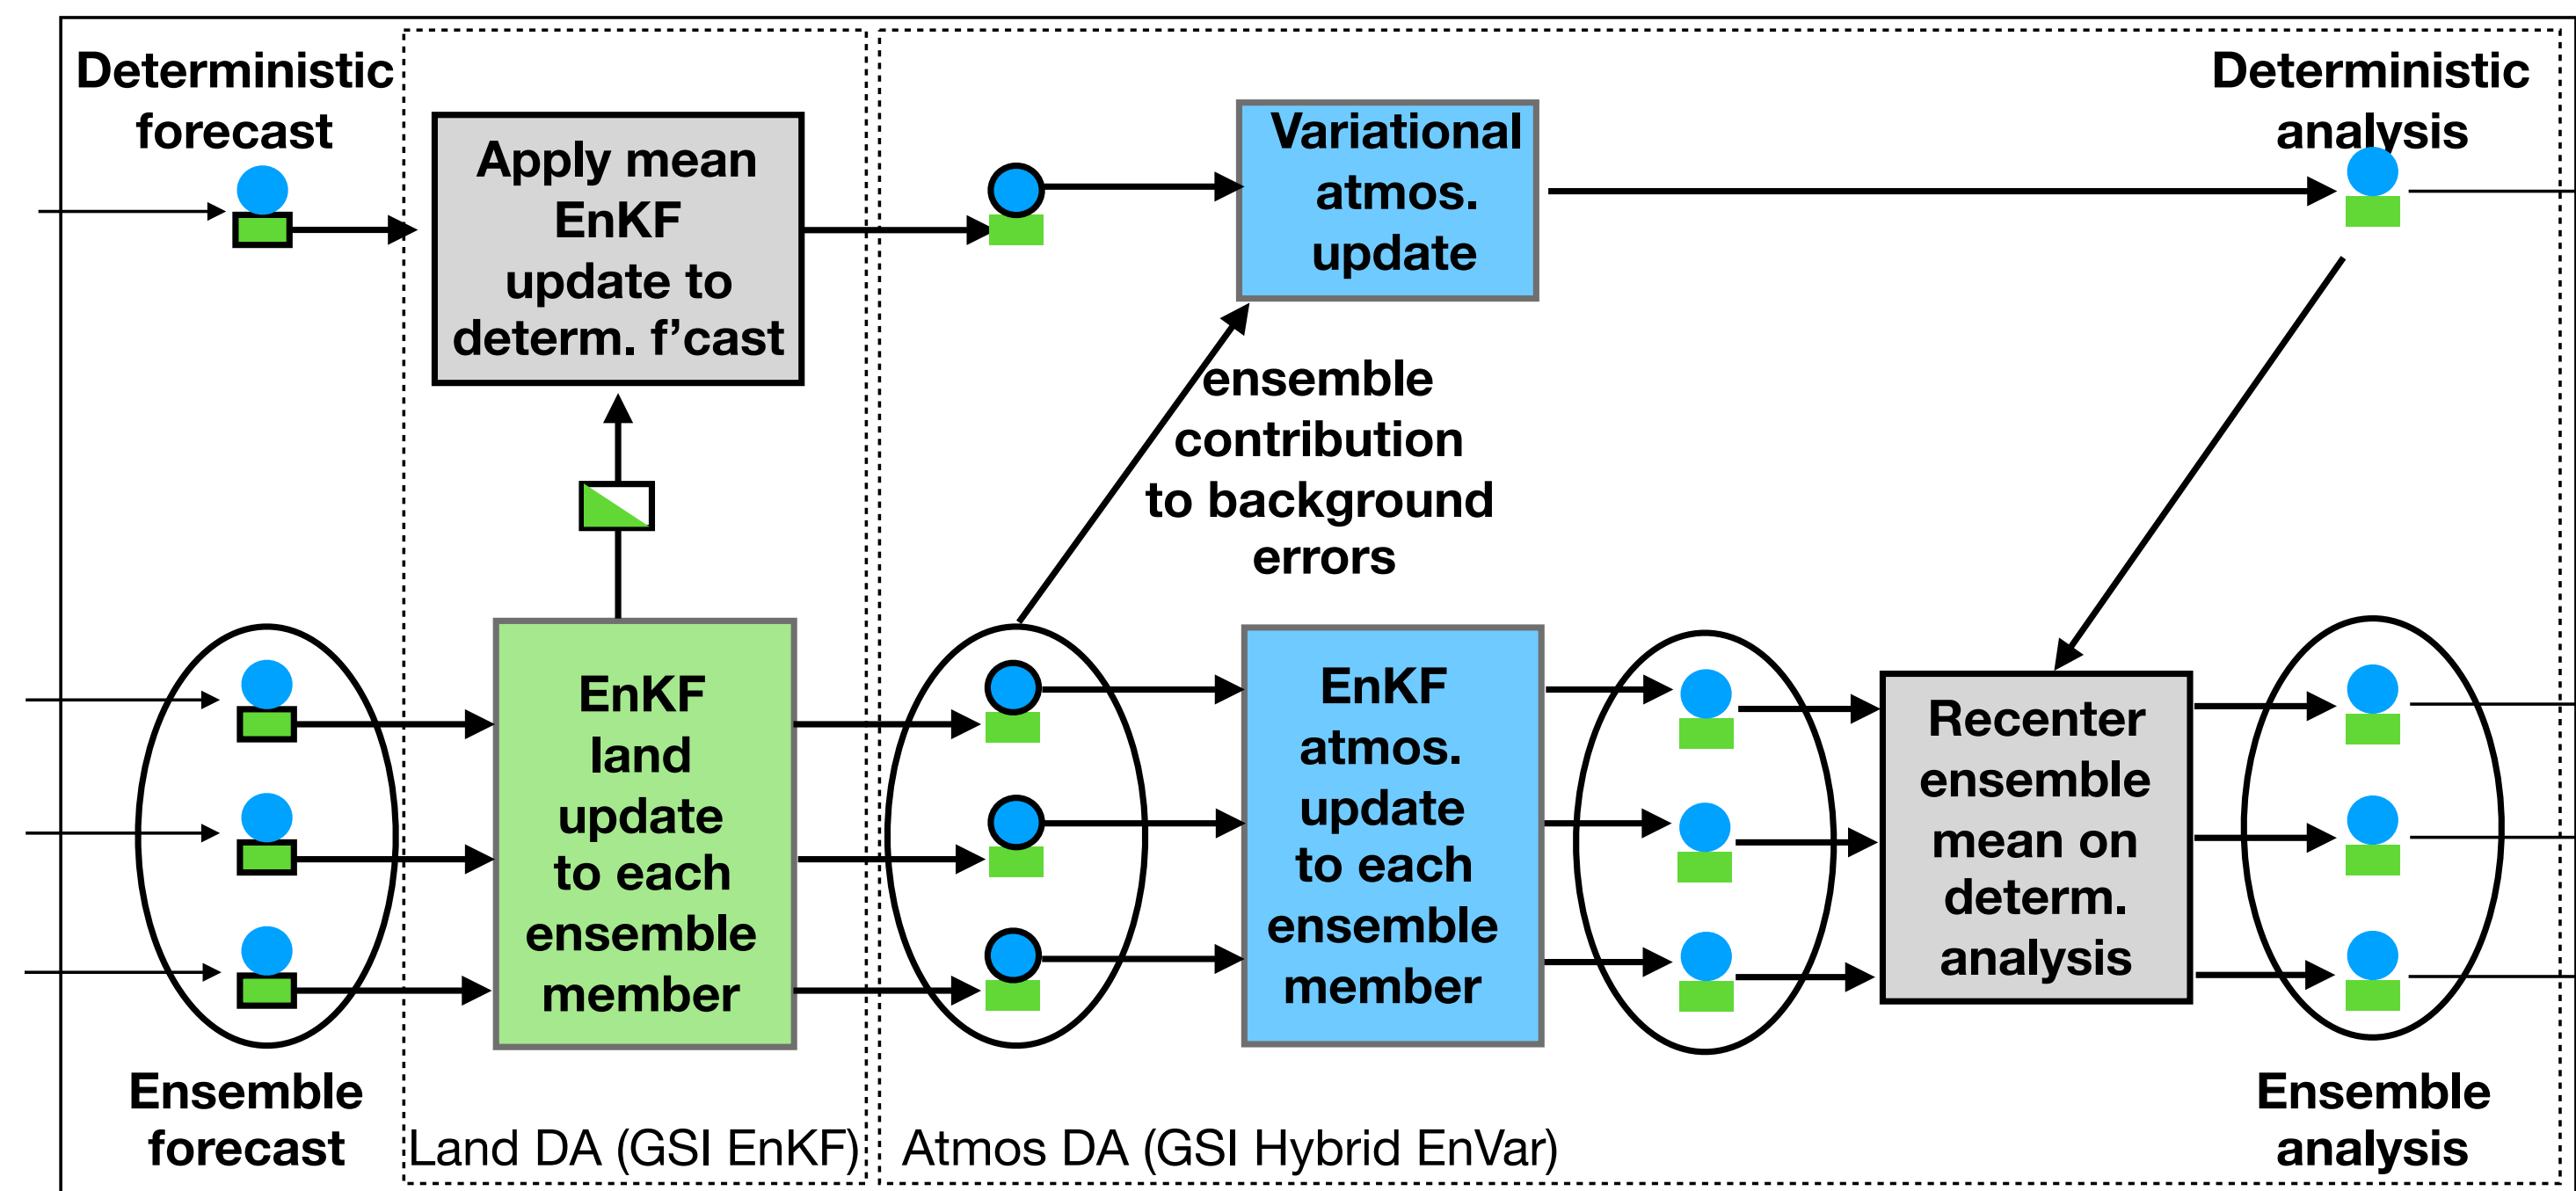 Deterministic
forecast
Apply mean
EnKF
update to
determ. f’cast
Variational
atmos.
update
Deterministic
analysis
ensemble
contribution
to background
errors
EnKF
land
update
to each
ensemble
member
EnKF
atmos.
update
to each
ensemble
member
Recenter
ensemble
mean on
determ.
analysis
Ensemble
forecast
Land DA (GSI EnKF)
Atmos DA (GSI Hybrid EnVar)
Ensemble
analysis